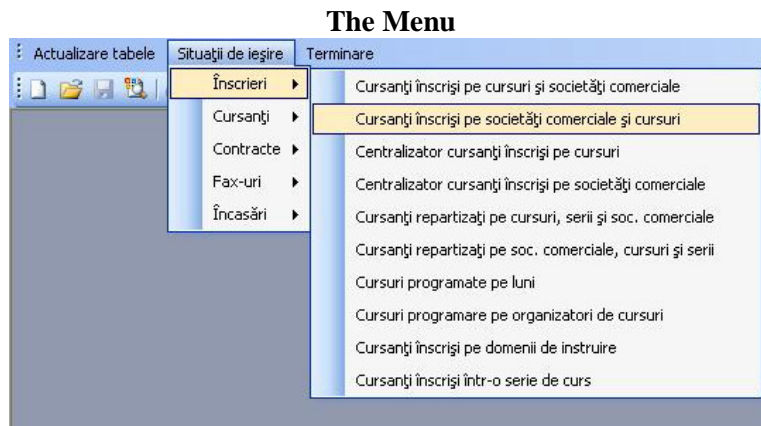 The Menu
Actualizare tabele Situaţii de ieşire Terminare
Înscrieri
Cursanţi
Contracte
Fax-uri
Încasări
Cursanţi înscrişi pe cursuri şi societăţi comerciale
Cursanţi înscrişi pe societăţi comerciale şi cursuri
Centralizator cursanţi înscrişi pe cursuri
Centralizator cursanţi înscrişi pe societăţi comerciale
Cursanţi repartizaţi pe cursuri, serii şi soc. comerciale
Cursanţi repartizaţi pe soc. comerciale, cursuri şi serii
Cursuri programate pe luni
Cursuri programare pe organizatori de cursuri
Cursanţi înscrişi pe domenii de instruire
Cursanţi înscrişi într-o serie de curs